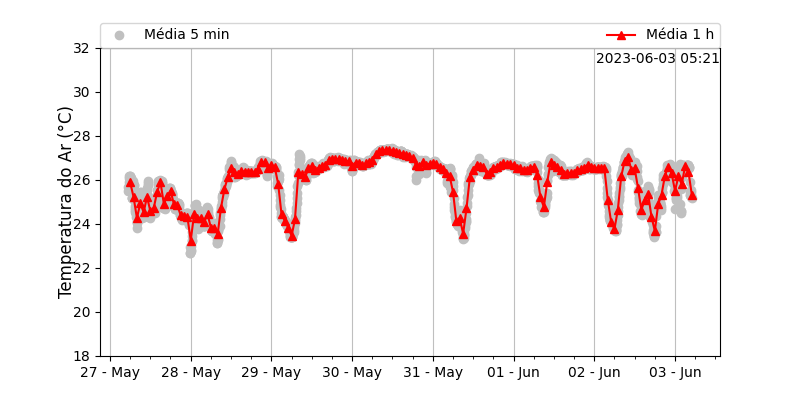 Média 5 min
Média 1 h
2023-06-03 05:21
Temperatura do Ar (°C)
32
30
28
26
24
22
20
18
27 - May
28 - May
29 - May
30 - May
31 - May
01 - Jun
02 - Jun
03 - Jun